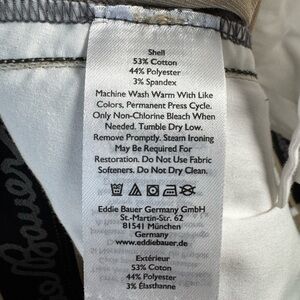 Shell
53% Cotton
44% Polyester
3% Spandex
Machine Wash Warm With Like
Colors, Permanent Press Cycle.
Only Non-Chlorine Bleach When
Needed. Tumble Dry Low.
Remove Promptly. Steam Ironing
May Be Required For
Restoration. Do Not Use Fabric
Softeners. Do Not Dry Clean.
Eddie Bauer Germany GmbH
St.-Martin-Str. 62
81541 München
Germany
www.eddiebauer.de
Extérieur
53% Coton
44% Polyester
3% Élasthanne
Bauer